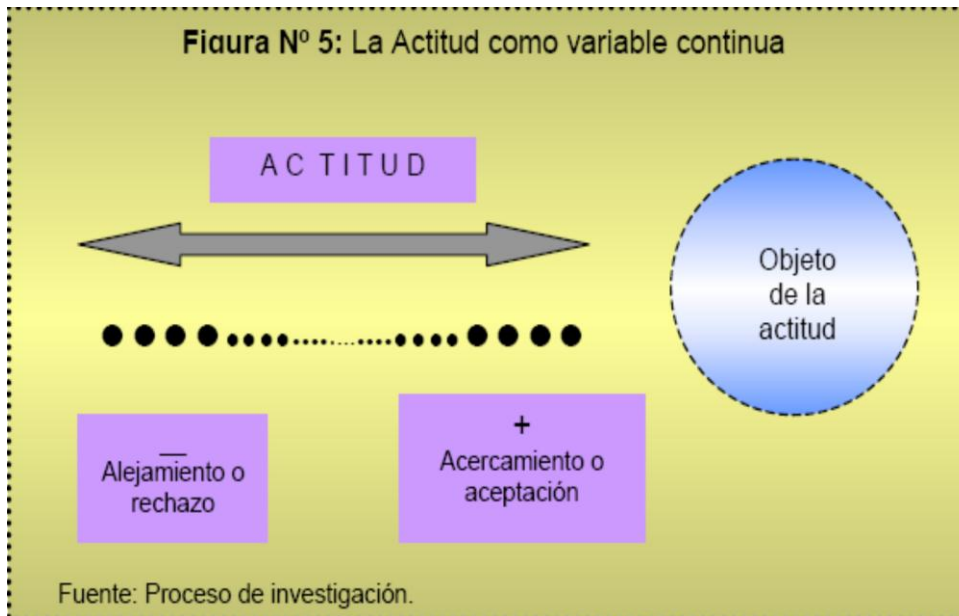 Figura Nº 5: La Actitud como variable continua
A C T I T U D
Objeto
de la
actitud
—
Alejamiento o
rechazo
+
Acercamiento o
aceptación
Fuente: Proceso de investigación.